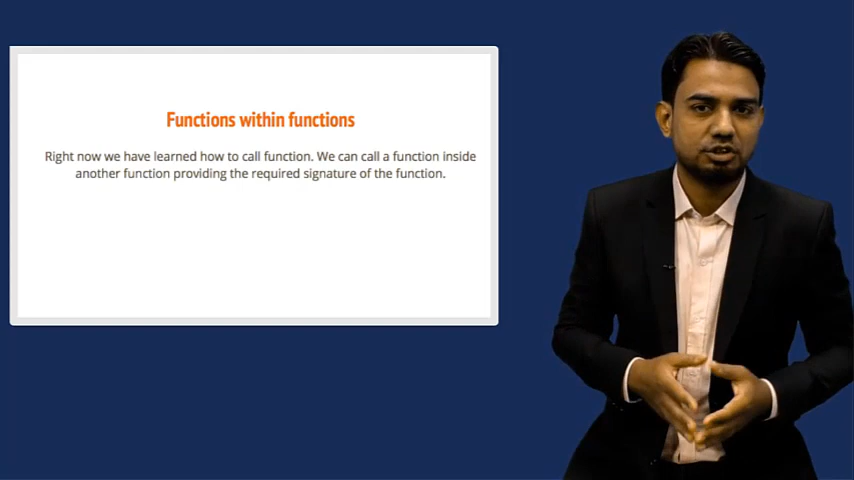 Functions within functions
Right now we have learned how to call function. We can call a function inside
another function providing the required signature of the function.